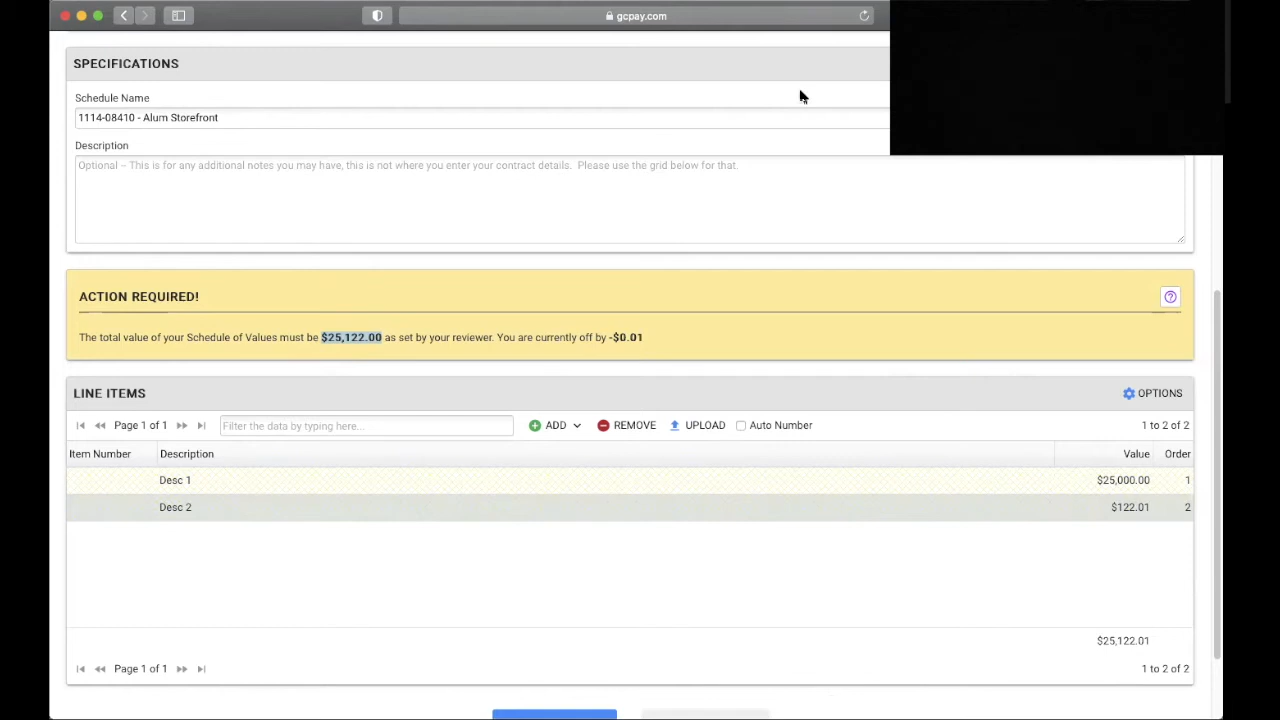 gcpay.com
SPECIFICATIONS
Schedule Name
1114-08410 - Alum Storefront
Description
Optional – This is for any additional notes you may have, this is not where you enter your contract details. Please use the grid below for that.
ACTION REQUIRED!
The total value of your Schedule of Values must be $25,122.00 as set by your reviewer. You are currently off by -$0.01
LINE ITEMS
OPTIONS
Page 1 of 1 Filter the data by typing here... ADD REMOVE UPLOAD Auto Number 1 to 2 of 2
Item Number Description Value Order
Desc 1 $25,000.00 1
Desc 2 $122.01 2
$25,122.01
Page 1 of 1 1 to 2 of 2